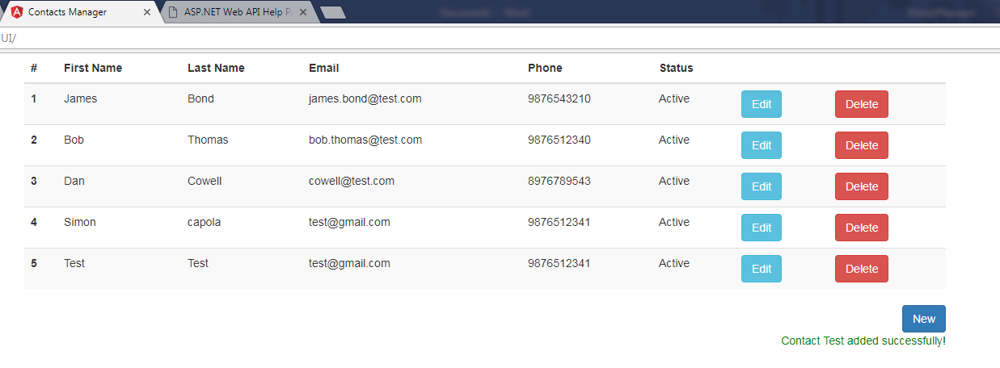 Contacts Manager ASP.NET Web API Help P
UI/
# First Name Last Name Email Phone Status
1 James Bond james.bond@test.com 9876543210 Active Edit Delete
2 Bob Thomas bob.thomas@test.com 9876512340 Active Edit Delete
3 Dan Cowell cowell@test.com 8976789543 Active Edit Delete
4 Simon capola test@gmail.com 9876512341 Active Edit Delete
5 Test Test test@gmail.com 9876512341 Active Edit Delete
New
Contact Test added successfully!